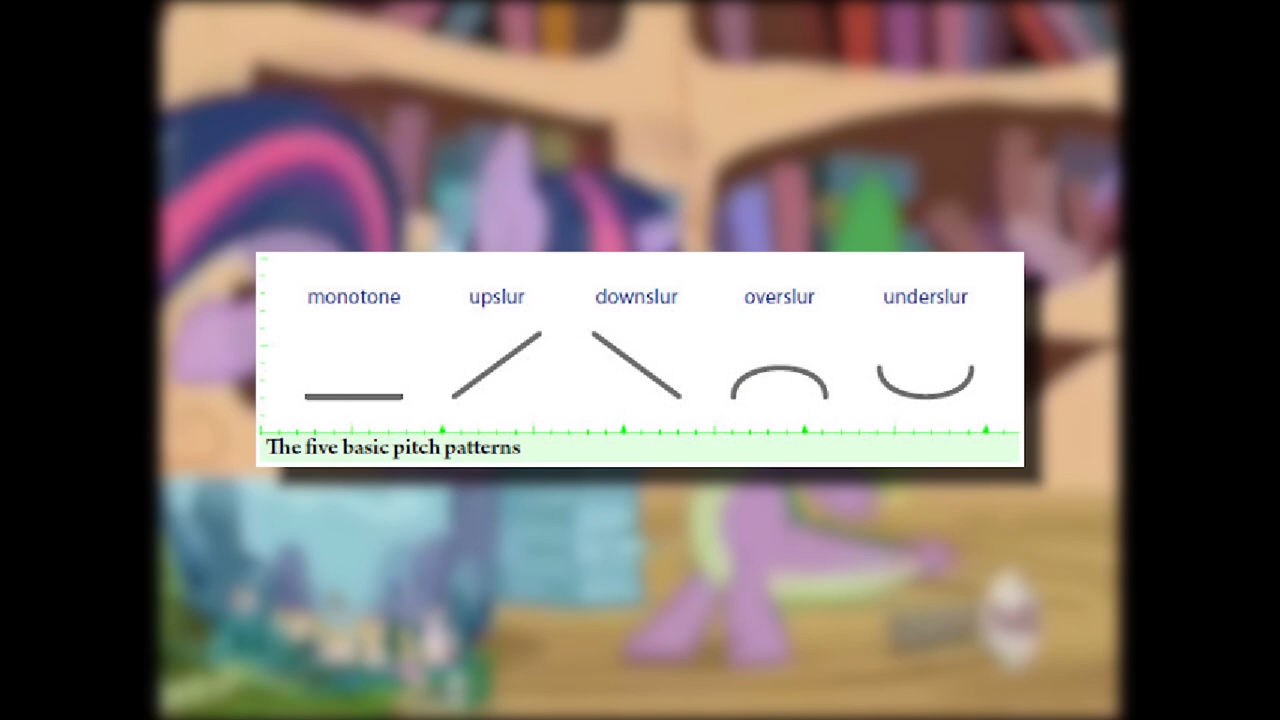 monotone upslur downslur overslur underslur
The five basic pitch patterns